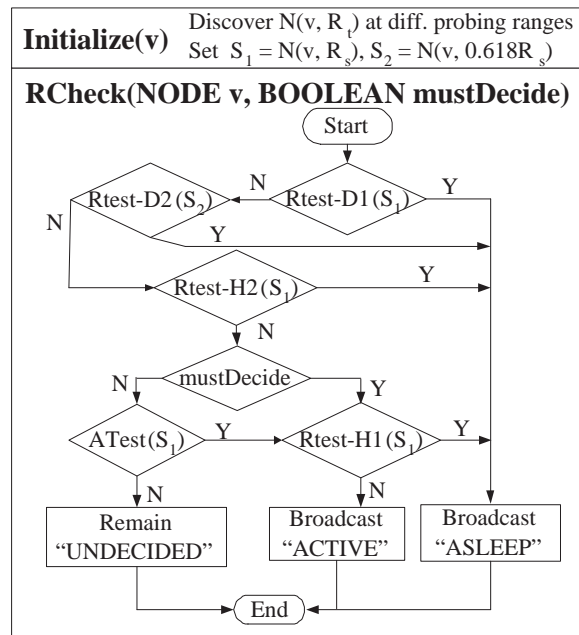 Initialize(v)
Discover N(v, R_t) at diff. probing ranges
Set S_1 = N(v, R_s), S_2 = N(v, 0.618R_s)
RCheck(NODE v, BOOLEAN mustDecide)
Start
Rtest-D2(S_2)
N
Rtest-D1(S_1)
Y
N
Y
Rtest-H2(S_1)
Y
N
mustDecide
N
Y
ATest(S_1)
Y
Rtest-H1(S_1)
Y
N
N
Remain
“UNDECIDED”
Broadcast
“ACTIVE”
Broadcast
“ASLEEP”
End